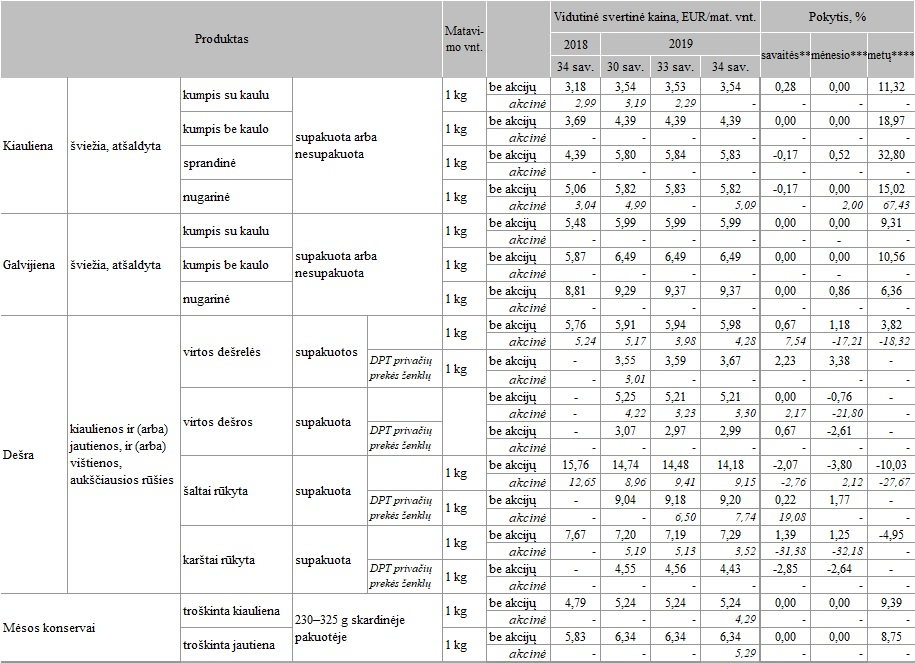 Produktas Matavi- Vidutinė svertinė kaina, EUR/mat. vnt. Pokytis, %
mo vnt. 2018 2019 savaitės** mėnesio*** metų****
34 sav. 30 sav. 33 sav. 34 sav.
Kiauliena šviežia, atšaldyta kumpis su kaulu supakuota arba nesupakuota 1 kg be akcijų 3,18 3,54 3,53 3,54 0,28 0,00 11,32
akcinė 2,99 3,19 2,29 - - - -
kumpis be kaulo 1 kg be akcijų 3,69 4,39 4,39 4,39 0,00 0,00 18,97
akcinė - - - - - - -
sprandinė 1 kg be akcijų 4,39 5,80 5,84 5,83 -0,17 0,52 32,80
akcinė - - - - - - -
nugarinė 1 kg be akcijų 5,06 5,82 5,83 5,82 -0,17 0,00 15,02
akcinė 3,04 4,99 - 5,09 - 2,00 67,43
Galvijiena šviežia, atšaldyta kumpis su kaulu supakuota arba nesupakuota 1 kg be akcijų 5,48 5,99 5,99 5,99 0,00 0,00 9,31
akcinė - - - - - - -
kumpis be kaulo 1 kg be akcijų 5,87 6,49 6,49 6,49 0,00 0,00 10,56
akcinė - - - - - - -
nugarinė 1 kg be akcijų 8,81 9,29 9,37 9,37 0,00 0,86 6,36
akcinė - - - - - - -
Dešra kiaulienos ir (arba) jautienos, ir (arba) vištienos, aukščiausios rūšies virtos dešrelės supakuotos 1 kg be akcijų 5,76 5,91 5,94 5,98 0,67 1,18 3,82
akcinė 5,24 5,17 3,98 4,28 7,54 -17,21 -18,32
DPT privačių prekės ženklų 1 kg be akcijų - 3,55 3,59 3,67 2,23 3,38 -
akcinė - 3,01 - - - - -
virtos dešros supakuota be akcijų - 5,25 5,21 5,21 0,00 -0,76 -
akcinė - 4,22 3,23 3,30 2,17 -21,80 -
DPT privačių prekės ženklų be akcijų - 3,07 2,97 2,99 0,67 -2,61 -
akcinė - - - - - - -
šaltai rūkyta supakuota 1 kg be akcijų 15,76 14,74 14,48 14,18 -2,07 -3,80 -10,03
akcinė 12,65 8,96 9,41 9,15 -2,76 2,12 -27,67
DPT privačių prekės ženklų 1 kg be akcijų - 9,04 9,18 9,20 0,22 1,77 -
akcinė - - 6,50 7,74 19,08 - -
karštai rūkyta supakuota 1 kg be akcijų 7,67 7,20 7,19 7,29 1,39 1,25 -4,95
akcinė - 5,19 5,13 3,52 -31,38 -32,18 -
DPT privačių prekės ženklų 1 kg be akcijų - 4,55 4,56 4,43 -2,85 -2,64 -
akcinė - - - - - - -
Mėsos konservai troškinta kiauliena 230–325 g skardinėje pakuotėje 1 kg be akcijų 4,79 5,24 5,24 5,24 0,00 0,00 9,39
akcinė - - - 4,29 - - -
troškinta jautiena 1 kg be akcijų 5,83 6,34 6,34 6,34 0,00 0,00 8,75
akcinė - - - 5,29 - - -